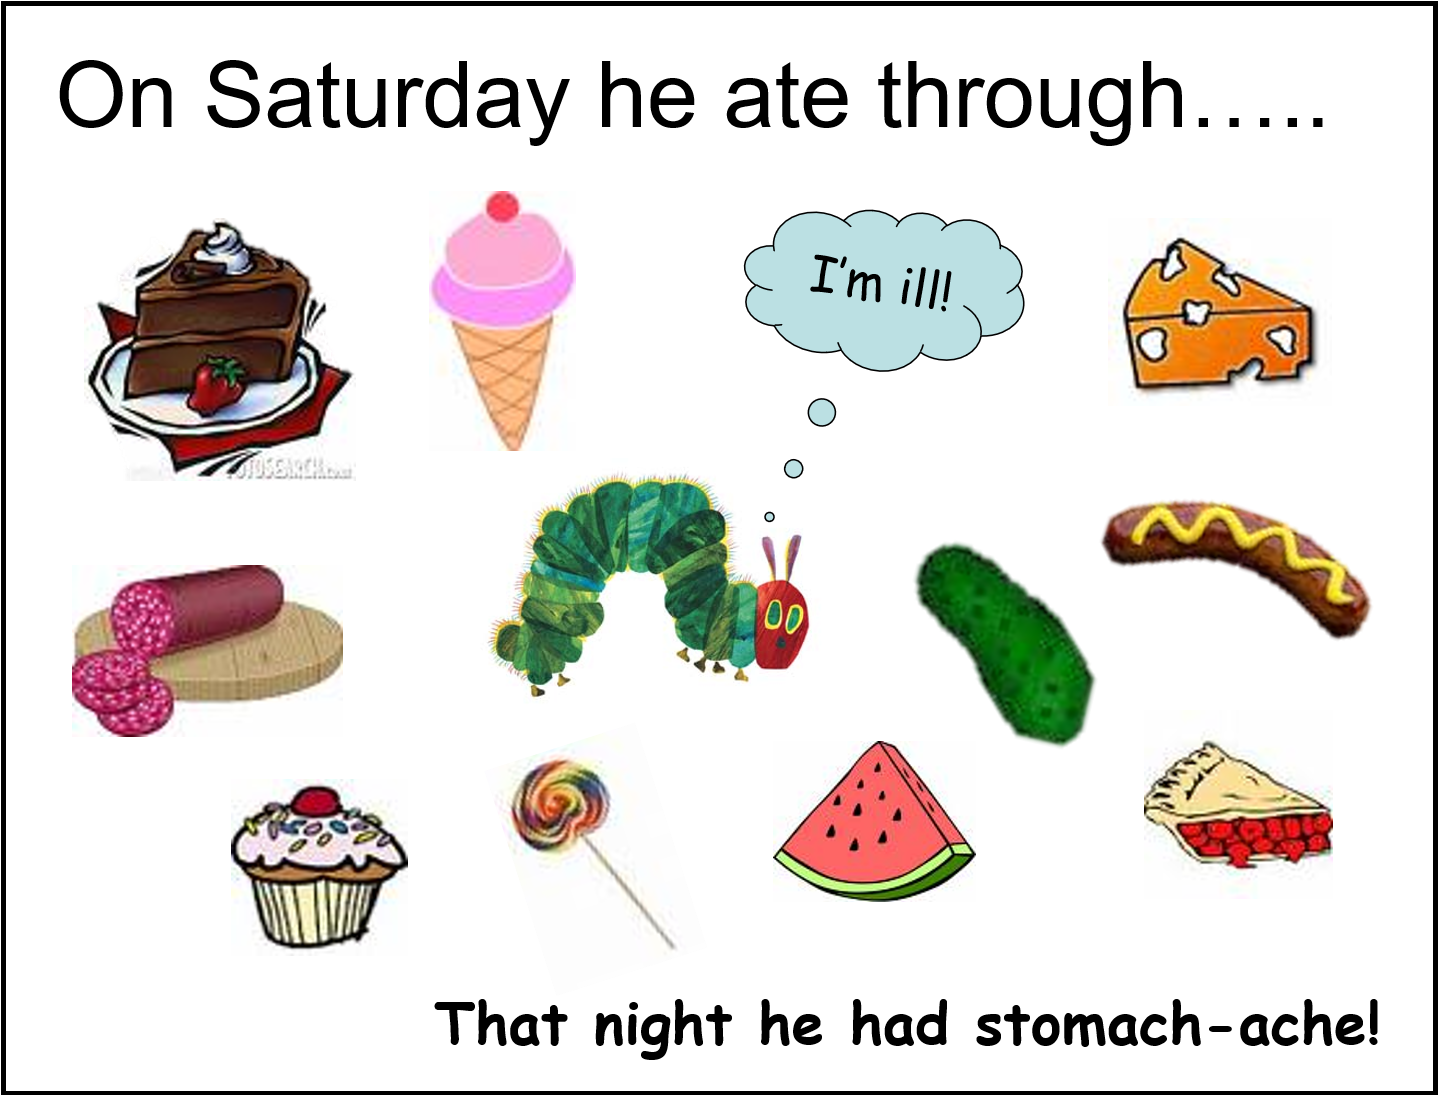 On Saturday he ate through…..
I'm ill!
That night he had stomach-ache!